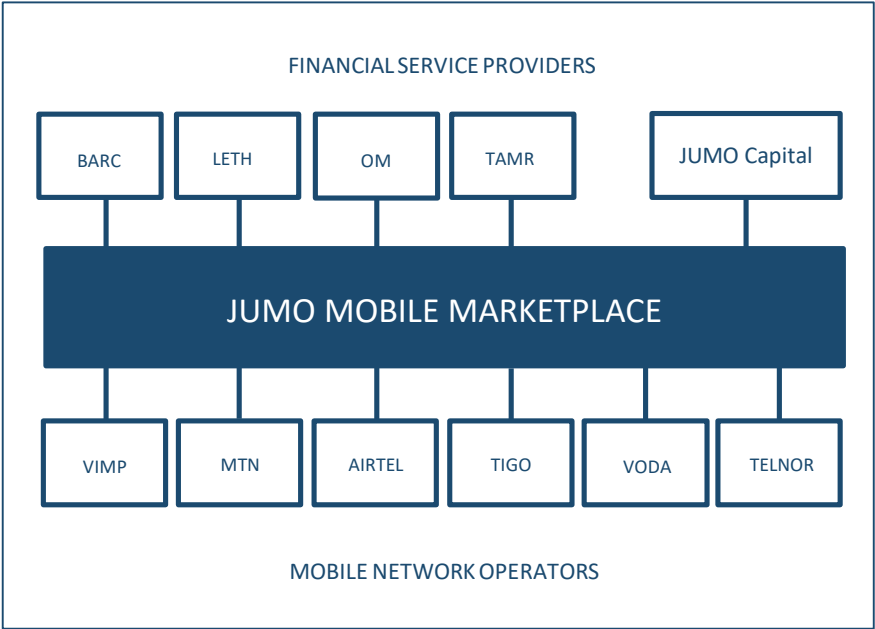 FINANCIAL SERVICE PROVIDERS
BARC
LETH
OM
TAMR
JUMO Capital
JUMO MOBILE MARKETPLACE
VIMP
MTN
AIRTEL
TIGO
VODA
TELNOR
MOBILE NETWORK OPERATORS